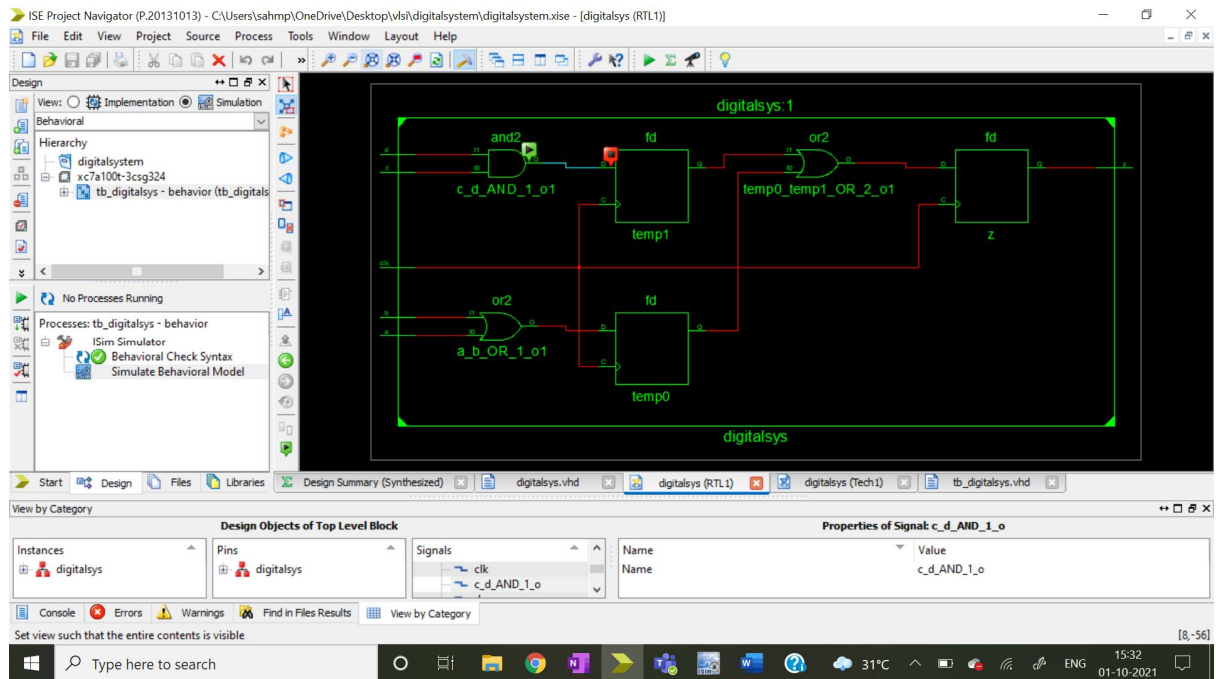 ISE Project Navigator (P.20131013) - C:\Users\sahmp\OneDrive\Desktop\vlsi\digitalsystem\digitalsystem.xise - [digitalsys (RTL1)]
File Edit View Project Source Process Tools Window Layout Help
Design
View: Implementation Simulation
Behavioral
Hierarchy
digitalsystem
xc7a100t-3csg324
tb_digitalsys - behavior (tb_digitals
No Processes Running
Processes: tb_digitalsys - behavior
ISim Simulator
Behavioral Check Syntax
Simulate Behavioral Model
digitalsys:1
and2 fd or2 fd
I1 I0 O D Q I1 I0 O D Q z
c_d_AND_1_o1 C temp0_temp1_OR_2_o1 C
temp1 z
clk
or2 fd
b I1 O D Q
a I0
a_b_OR_1_o1 C
temp0
digitalsys
Start Design Files Libraries Design Summary (Synthesized) digitalsys.vhd digitalsys (RTL1) digitalsys (Tech1) tb_digitalsys.vhd
View by Category
Design Objects of Top Level Block Properties of Signal: c_d_AND_1_o
Instances Pins Signals Name Value
digitalsys digitalsys clk Name c_d_AND_1_o
c_d_AND_1_o
Console Errors Warnings Find in Files Results View by Category
Set view such that the entire contents is visible [8,-56]
Type here to search 31°C ENG 15:32
01-10-2021